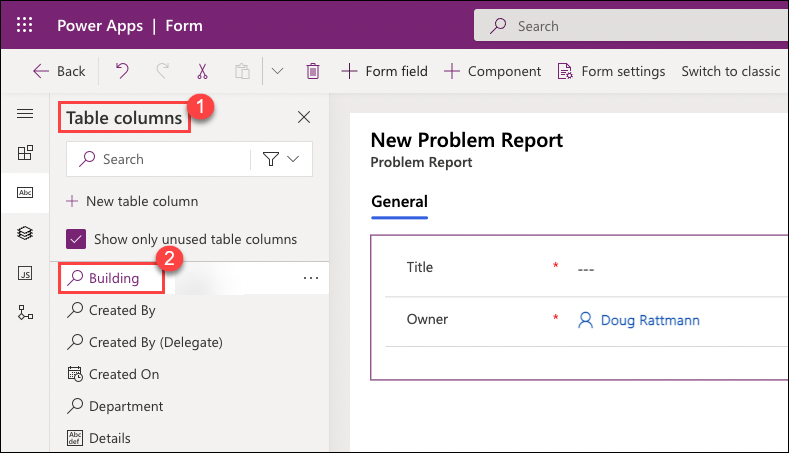 Power Apps | Form
Search
Back
Form field
Component
Form settings
Switch to classic
Table columns
1
Search
New table column
Show only unused table columns
2
Building
Created By
Created By (Delegate)
Created On
Department
Details
Abc
JS
Abc
def
New Problem Report
Problem Report
General
Title * ---
Owner * Doug Rattmann